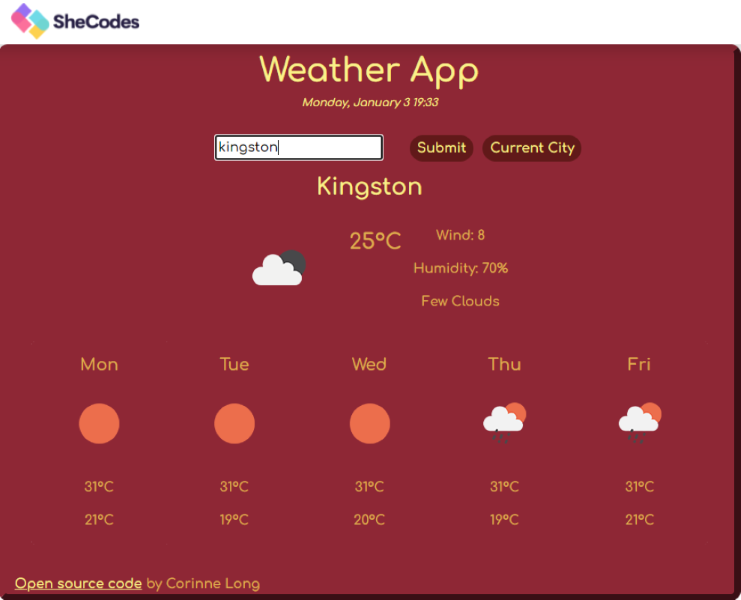 SheCodes
Weather App
Monday, January 3 19:33
kingston Submit Current City
Kingston
25°C Wind: 8
Humidity: 70%
Few Clouds
Mon Tue Wed Thu Fri
31°C 31°C 31°C 31°C 31°C
21°C 19°C 20°C 19°C 21°C
Open source code by Corinne Long